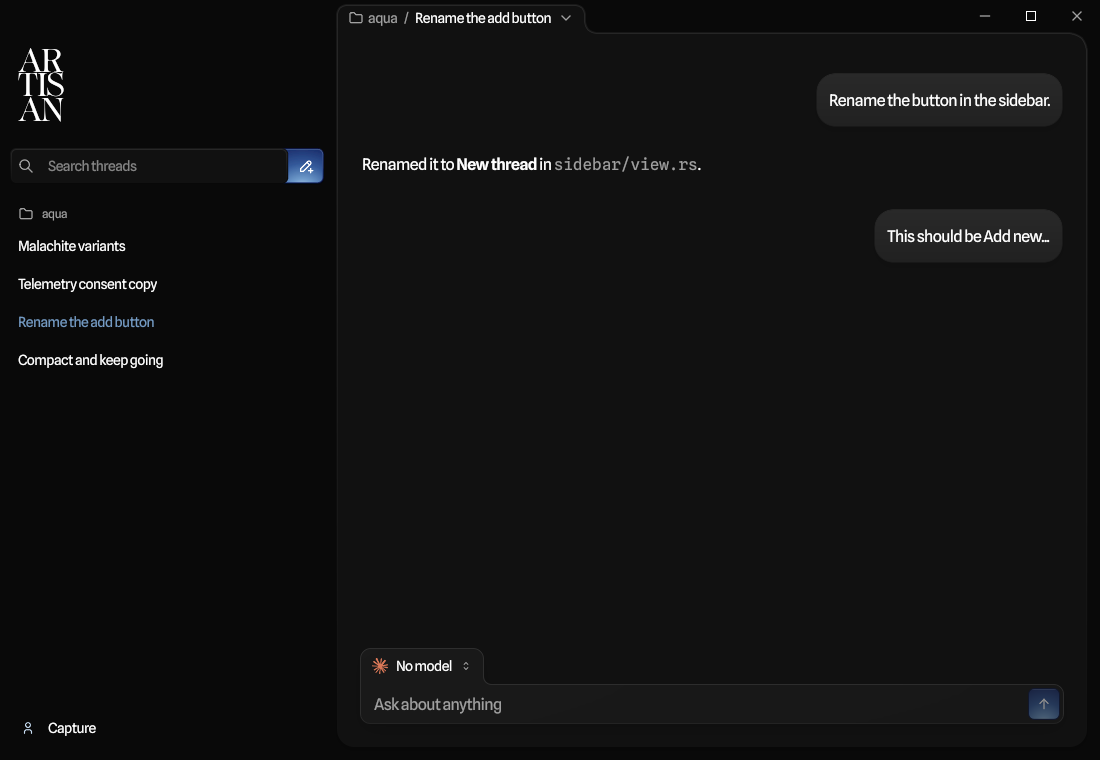 aqua / Rename the add button
AR
TIS
AN
Search threads
aqua
Malachite variants
Telemetry consent copy
Rename the add button
Compact and keep going
Capture
Rename the button in the sidebar.
Renamed it to New thread in sidebar/view.rs.
This should be Add new...
No model
Ask about anything